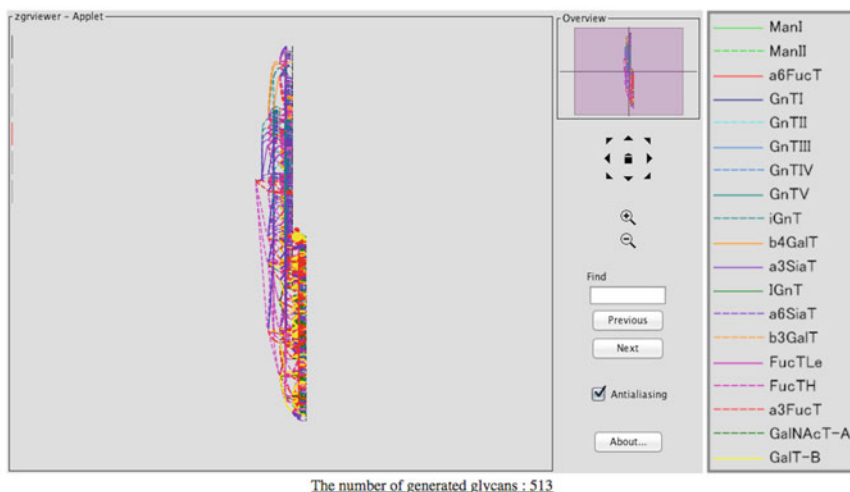 zgrviewer - Applet
Overview
Find
Previous
Next
Antialiasing
About...
ManI
ManII
a6FucT
GnTI
GnTII
GnTIII
GnTIV
GnTV
iGnT
b4GalT
a3SiaT
IGnT
a6SiaT
b3GalT
FucTLe
FucTH
a3FucT
GalNAcT-A
GalT-B
The number of generated glycans : 513